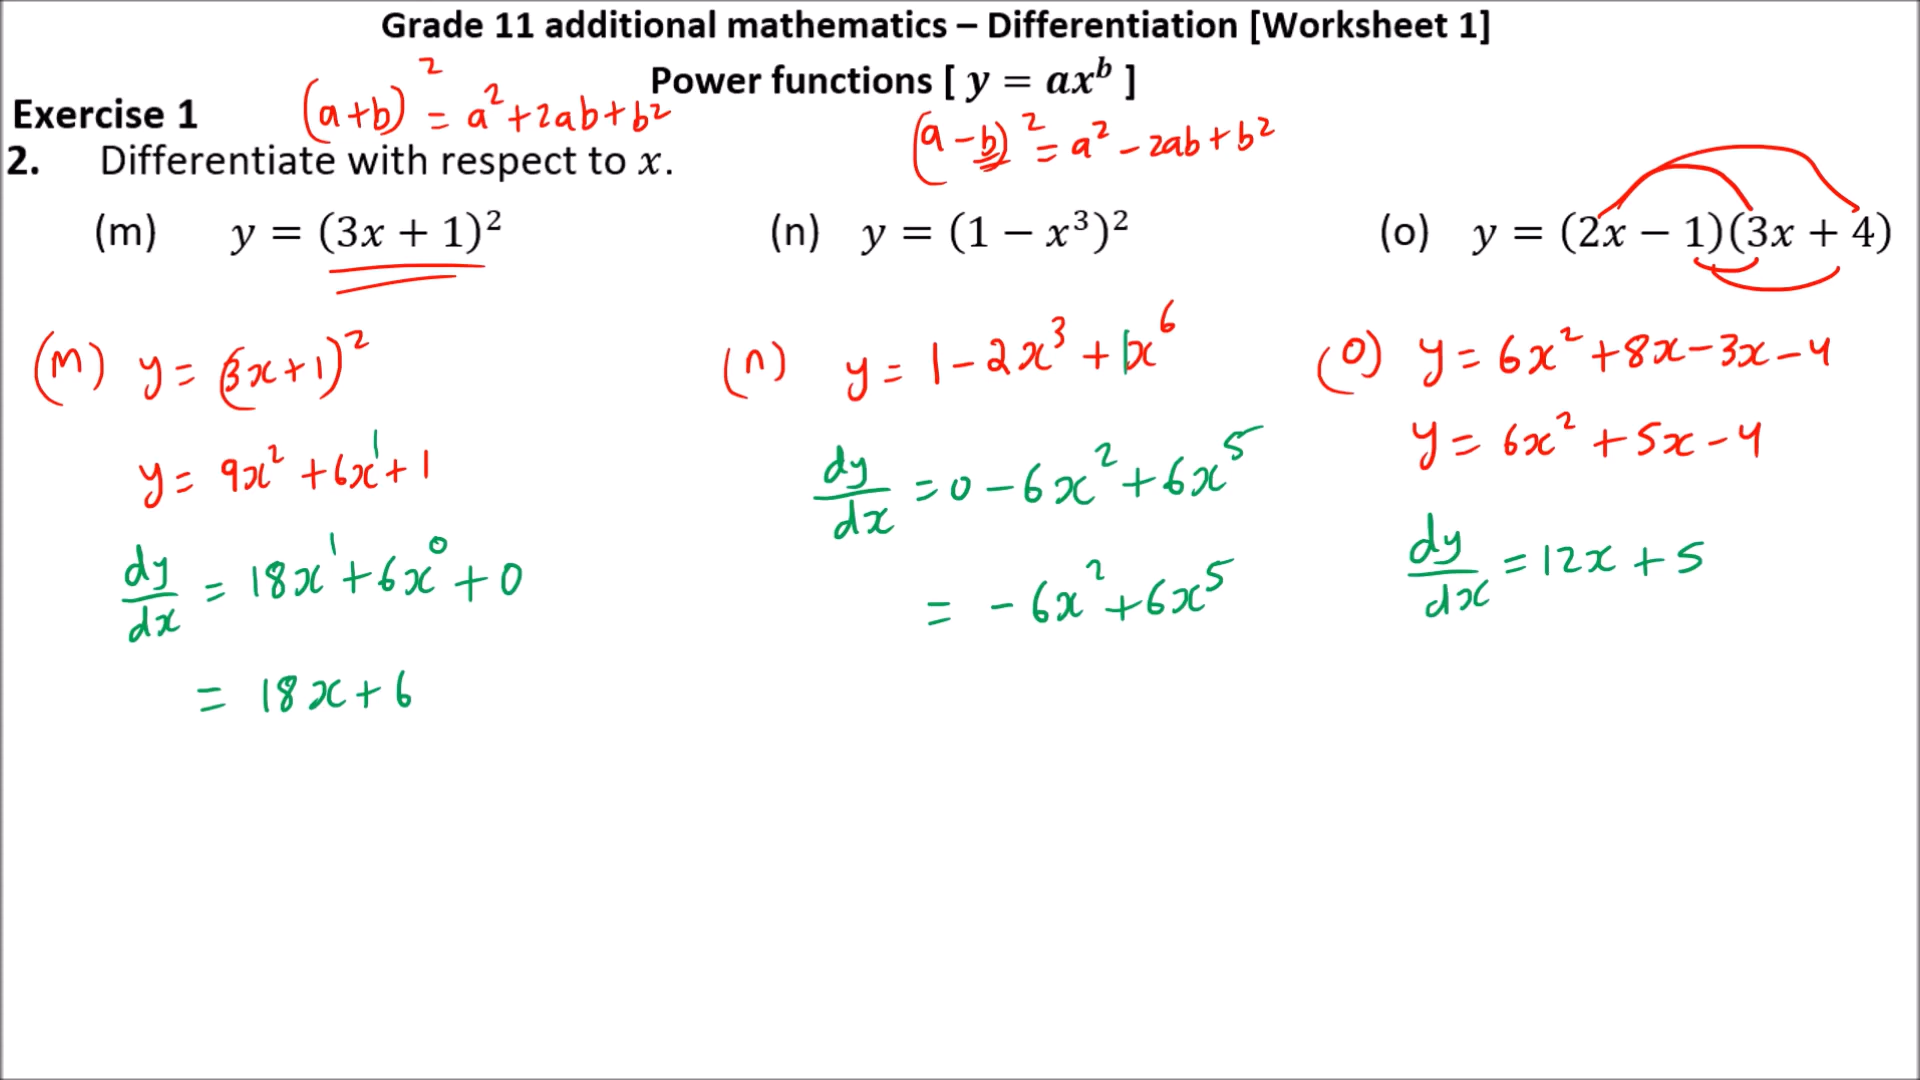 Grade 11 additional mathematics – Differentiation [Worksheet 1]
Power functions [ y = ax^b ]
Exercise 1
(a+b)^2 = a^2+2ab+b^2
(a-b)^2 = a^2-2ab+b^2
2. Differentiate with respect to x.
(m) y = (3x + 1)^2 (n) y = (1 − x^3)^2 (o) y = (2x − 1)(3x + 4)
(m) y = (3x+1)^2
y = 9x^2 + 6x^1 + 1
dy/dx = 18x^1 + 6x^0 + 0
= 18x + 6
(n) y = 1 - 2x^3 + 1x^6
dy/dx = 0 - 6x^2 + 6x^5
= - 6x^2 + 6x^5
(o) y = 6x^2 + 8x - 3x - 4
y = 6x^2 + 5x - 4
dy/dx = 12x + 5